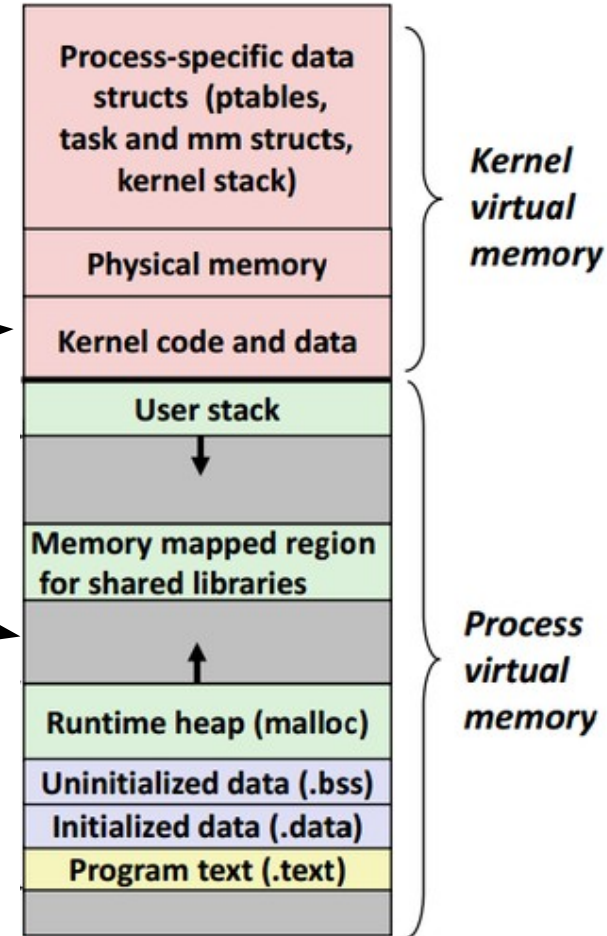 Process-specific data
structs (ptables,
task and mm structs,
kernel stack)
Physical memory
Kernel code and data
Kernel
virtual
memory
User stack
Memory mapped region
for shared libraries
Runtime heap (malloc)
Uninitialized data (.bss)
Initialized data (.data)
Program text (.text)
Process
virtual
memory